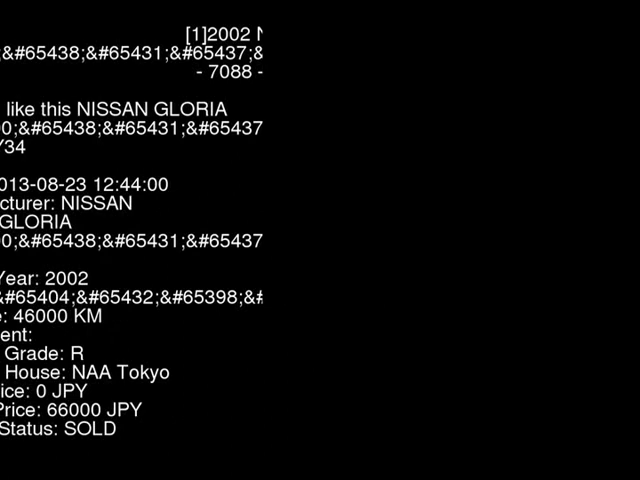 [1]2002 N
;&#65438;&#65431;&#65437;&
- 7088 -
like this NISSAN GLORIA
0;&#65438;&#65431;&#65437
Y34
013-08-23 12:44:00
cturer: NISSAN
GLORIA
00;&#65438;&#65431;&#65437
Year: 2002
&#65404;&#65432;&#65398;&#
e: 46000 KM
ent:
Grade: R
House: NAA Tokyo
ice: 0 JPY
Price: 66000 JPY
Status: SOLD